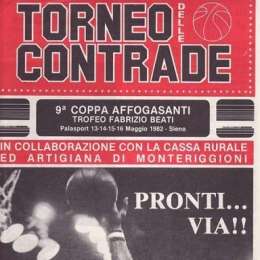 TORNEO
DELLE
CONTRADE
9ª COPPA AFFOGASANTI
TROFEO FABRIZIO BEATI
Palasport 13-14-15-16 Maggio 1982 - Siena
IN COLLABORAZIONE CON LA CASSA RURALE
ED ARTIGIANA DI MONTERIGGIONI
PRONTI...
VIA!!